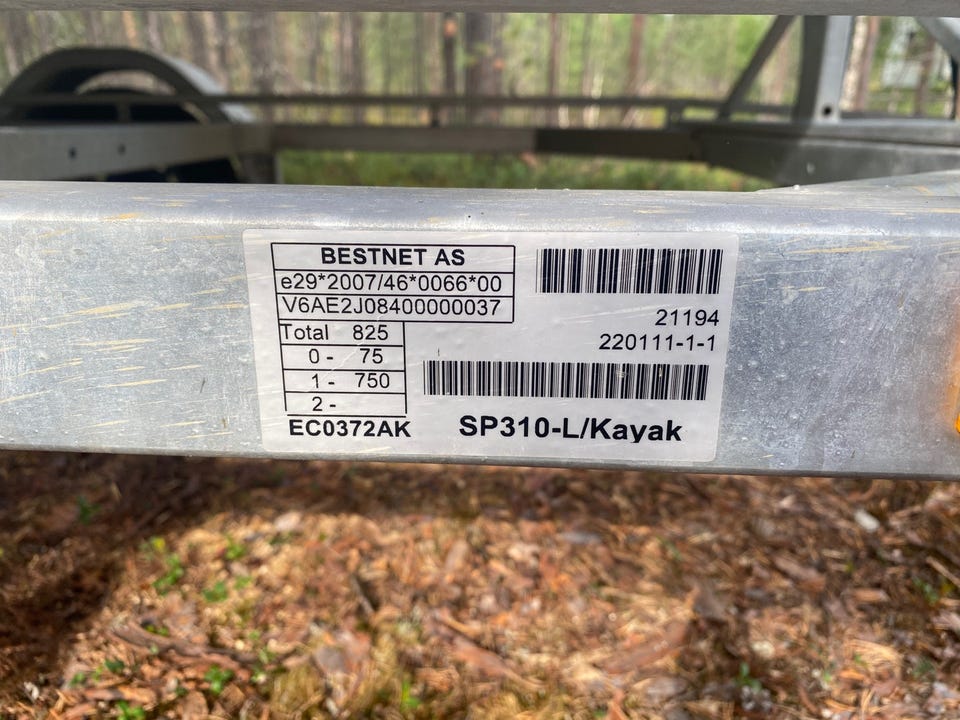 BESTNET AS
e29*2007/46*0066*00
V6AE2J08400000037
Total 825
0 - 75
1 - 750
2 -
EC0372AK
21194
220111-1-1
SP310-L/Kayak